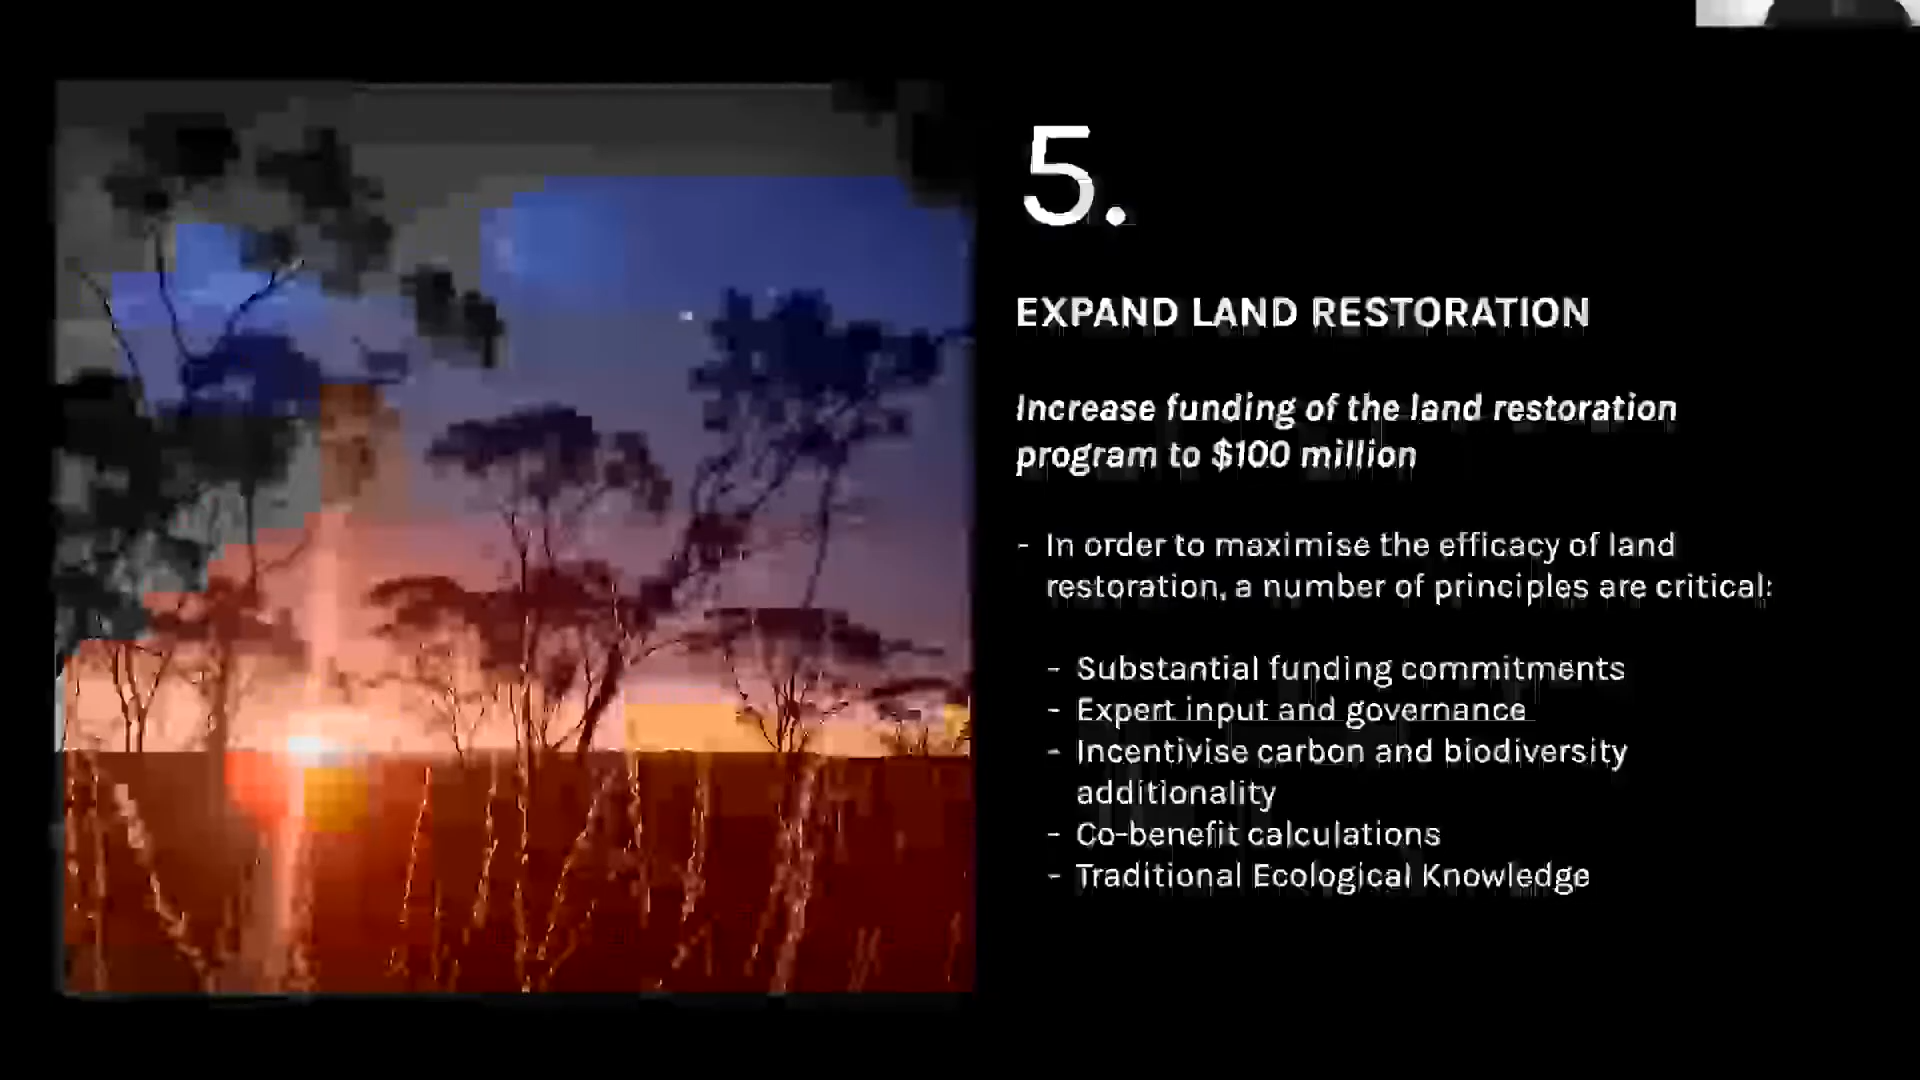 5.
EXPAND LAND RESTORATION
Increase funding of the land restoration
program to $100 million
- In order to maximise the efficacy of land
restoration, a number of principles are critical:
- Substantial funding commitments
- Expert input and governance
- Incentivise carbon and biodiversity
additionality
- Co-benefit calculations
- Traditional Ecological Knowledge